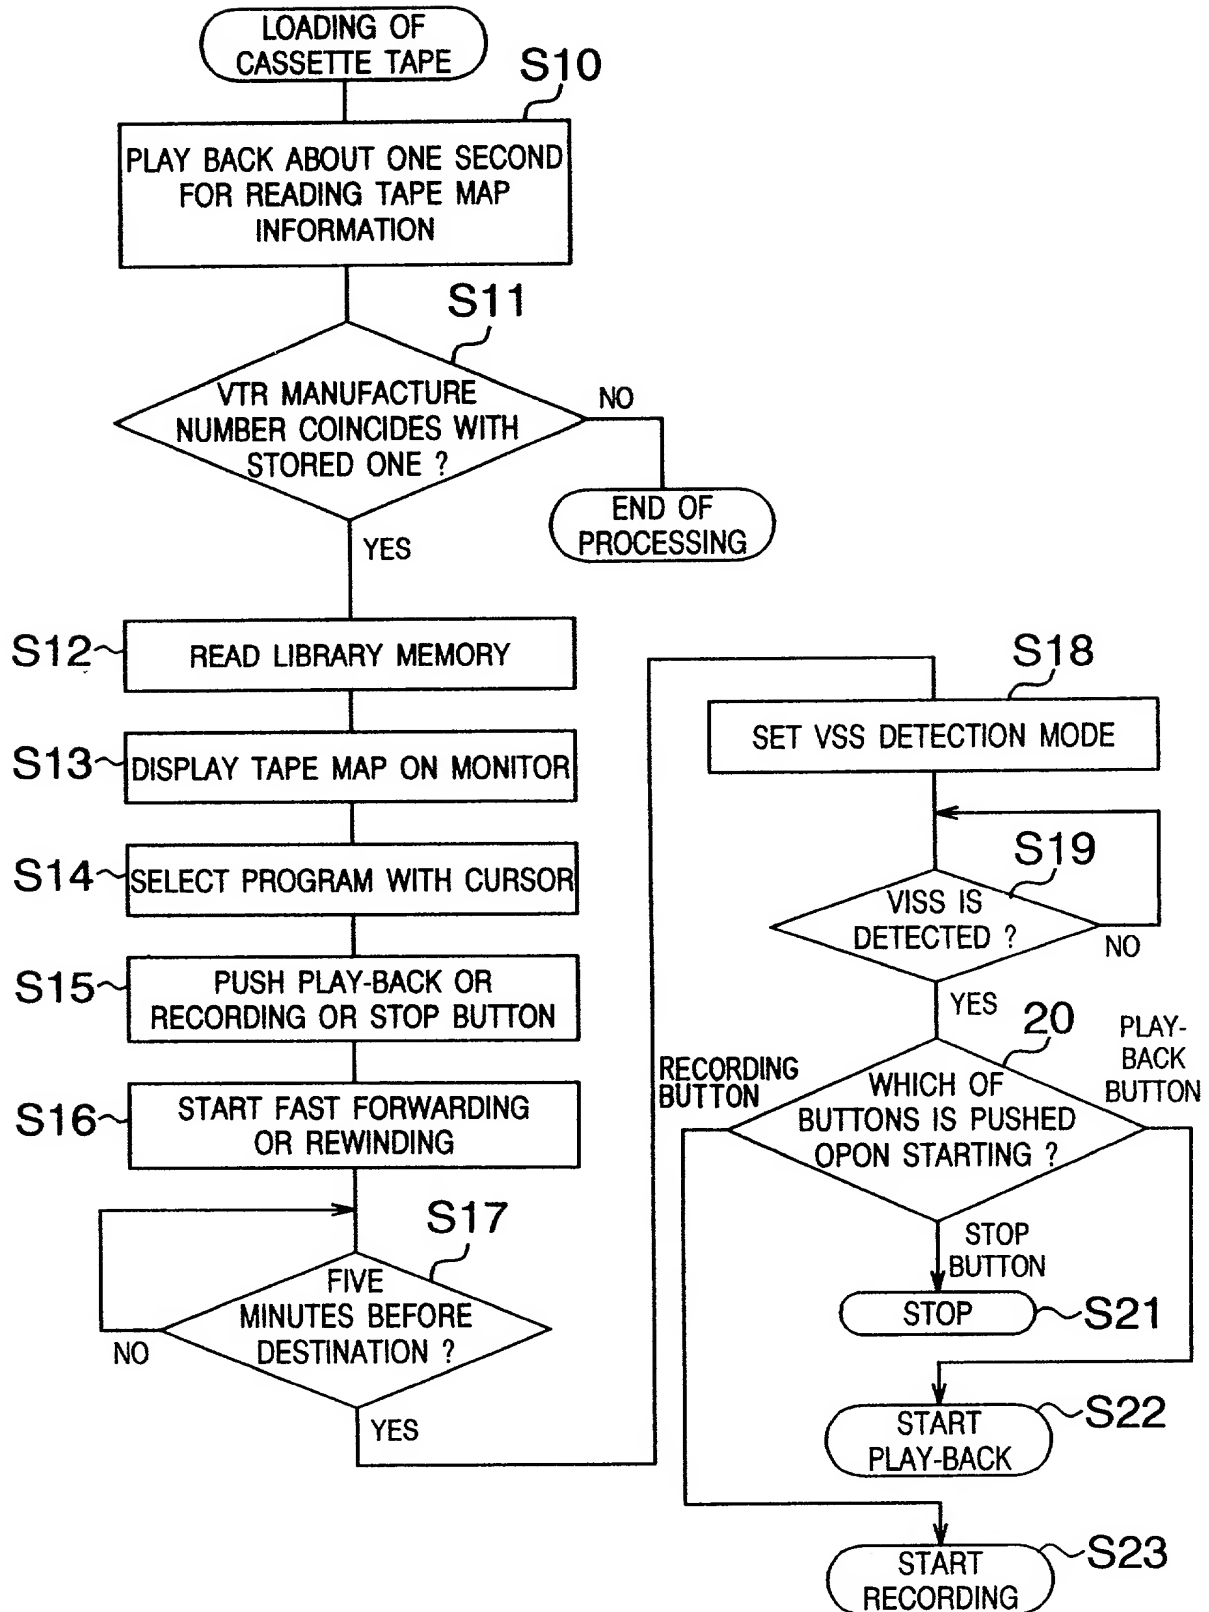 LOADING OF
CASSETTE TAPE
S10
PLAY BACK ABOUT ONE SECOND
FOR READING TAPE MAP
INFORMATION
S11
VTR MANUFACTURE
NUMBER COINCIDES WITH
STORED ONE ?
NO
END OF
PROCESSING
YES
S12
READ LIBRARY MEMORY
S13
DISPLAY TAPE MAP ON MONITOR
S14
SELECT PROGRAM WITH CURSOR
S15
PUSH PLAY-BACK OR
RECORDING OR STOP BUTTON
S16
START FAST FORWARDING
OR REWINDING
S17
FIVE
MINUTES BEFORE
DESTINATION ?
NO
YES
S18
SET VSS DETECTION MODE
S19
VISS IS
DETECTED ?
NO
YES
20
RECORDING
BUTTON
PLAY-
BACK
BUTTON
WHICH OF
BUTTONS IS PUSHED
OPON STARTING ?
STOP
BUTTON
STOP
S21
START
PLAY-BACK
S22
START
RECORDING
S23